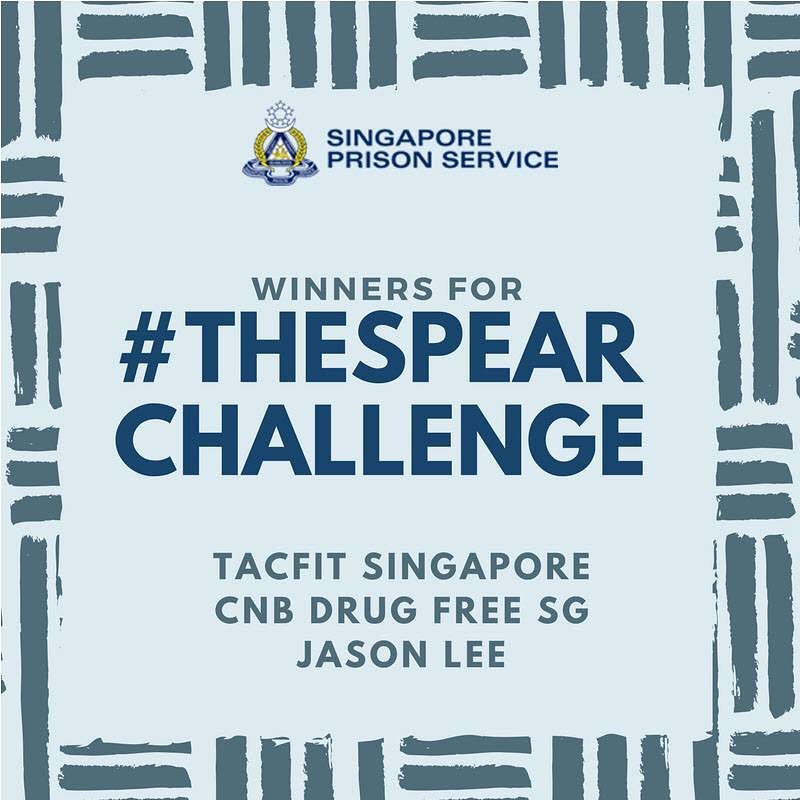 SINGAPORE
PRISON SERVICE
WINNERS FOR
#THESPEAR
CHALLENGE
TACFIT SINGAPORE
CNB DRUG FREE SG
JASON LEE